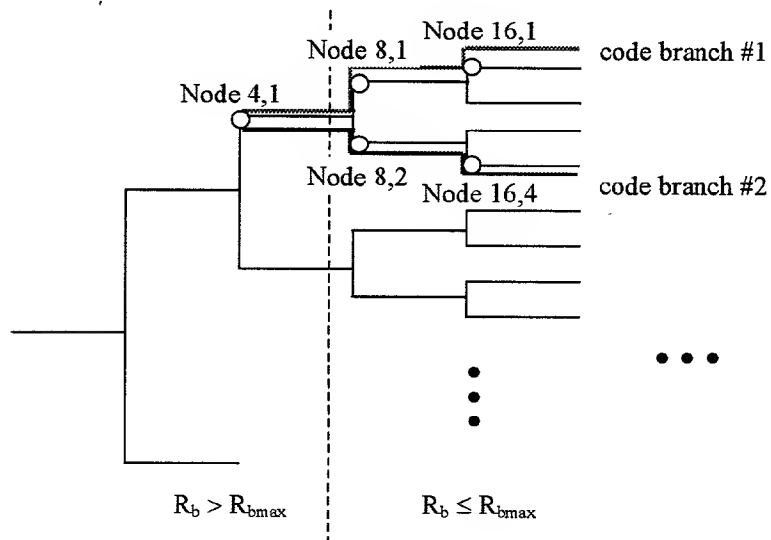 Node 16,1
Node 8,1
code branch #1
Node 4,1
Node 8,2
Node 16,4
code branch #2
R_b > R_bmax
R_b ≤ R_bmax